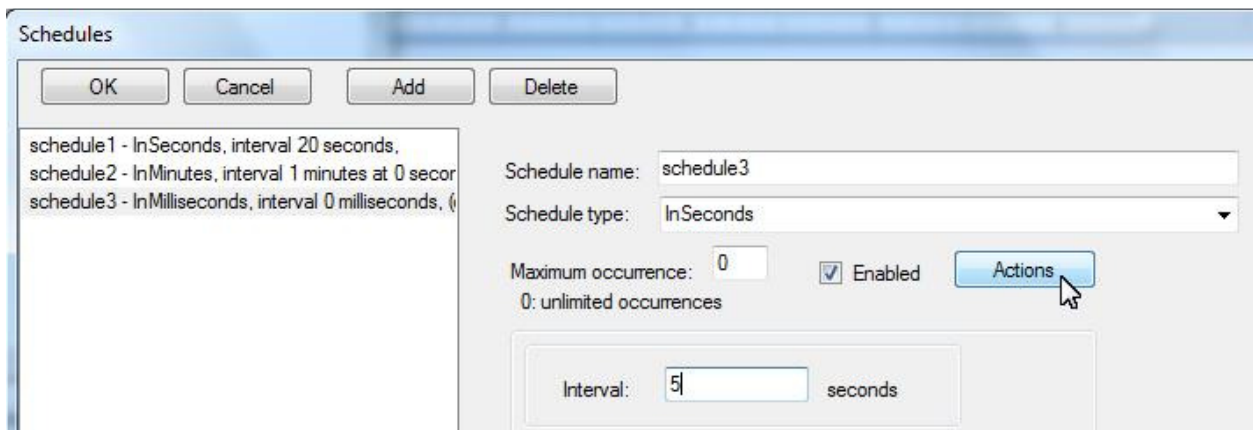 Schedules
OK Cancel Add Delete
schedule1 - InSeconds, interval 20 seconds,
schedule2 - InMinutes, interval 1 minutes at 0 secor
schedule3 - InMilliseconds, interval 0 milliseconds, (
Schedule name: schedule3
Schedule type: InSeconds
Maximum occurrence: 0 Enabled Actions
0: unlimited occurrences
Interval: 5 seconds